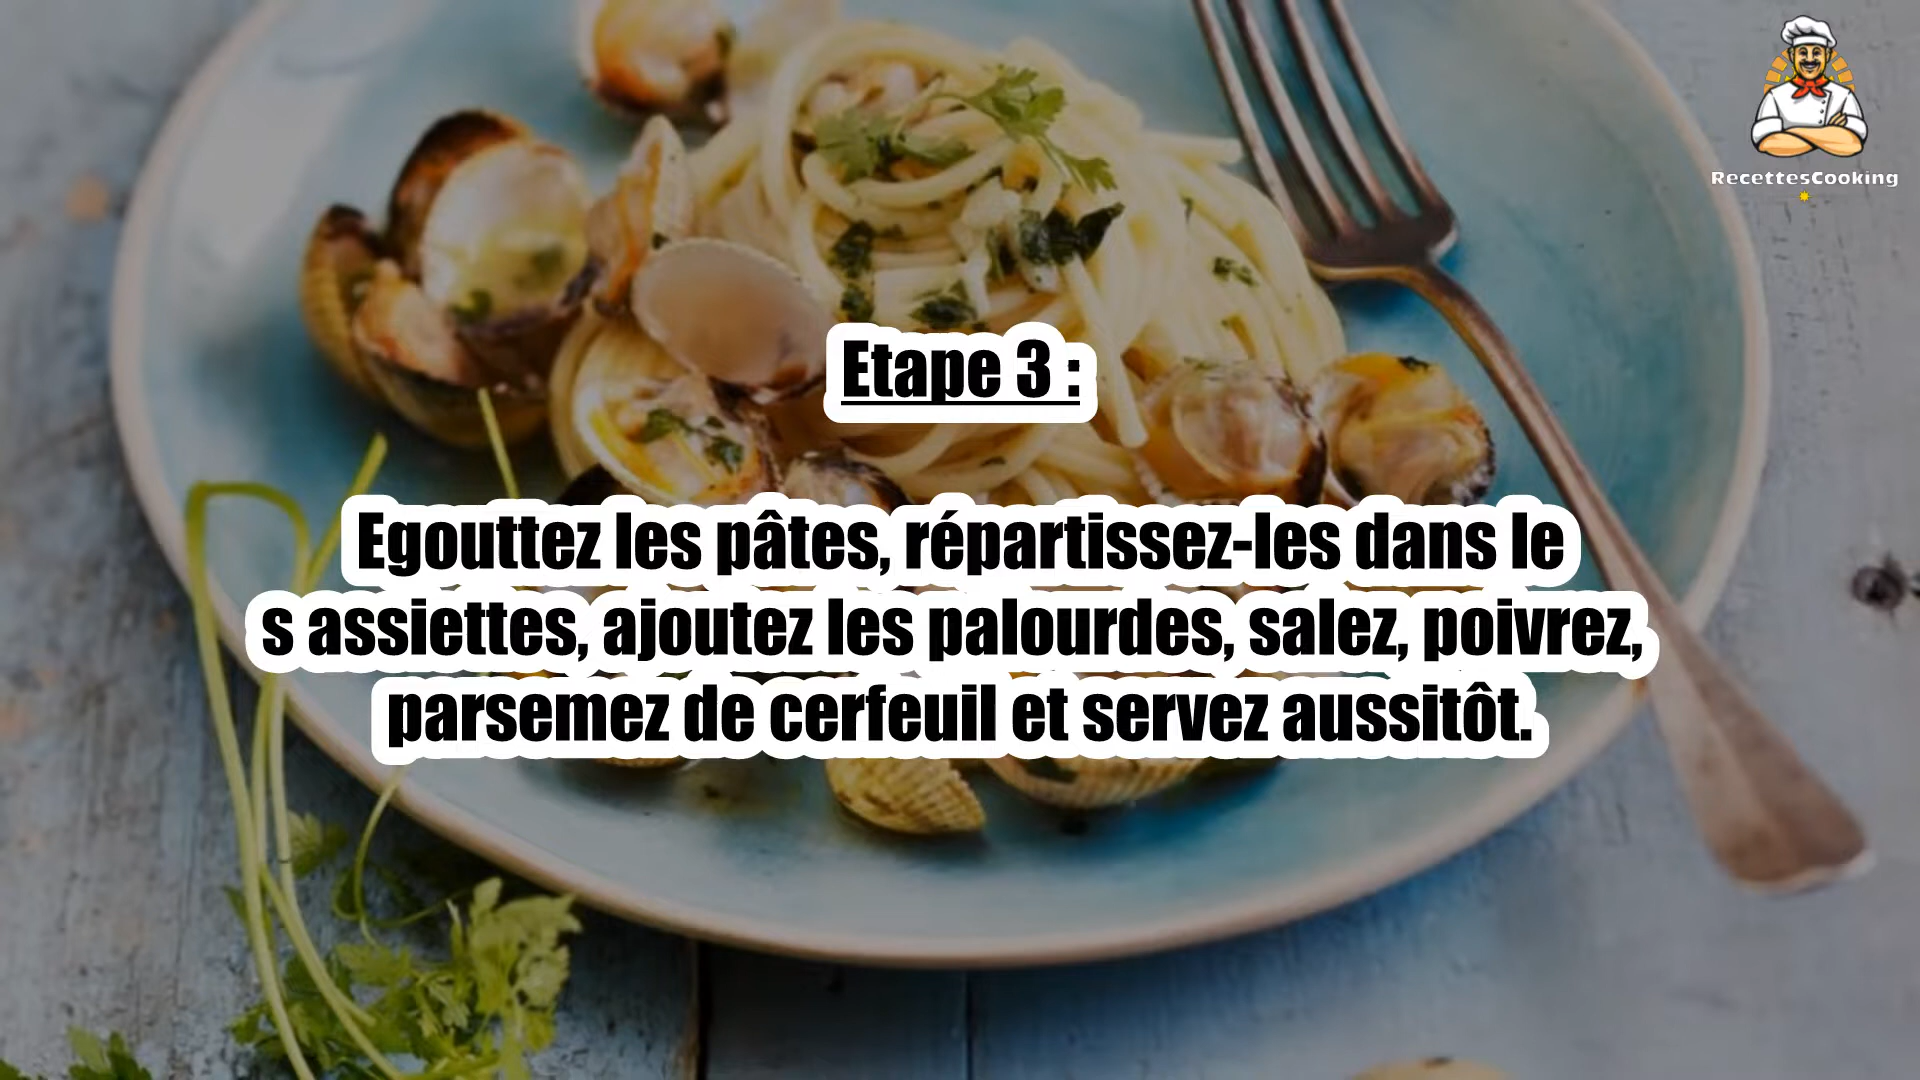 RecettesCooking
Etape 3 :
Egouttez les pâtes, répartissez-les dans le
s assiettes, ajoutez les palourdes, salez, poivrez,
parsemez de cerfeuil et servez aussitôt.